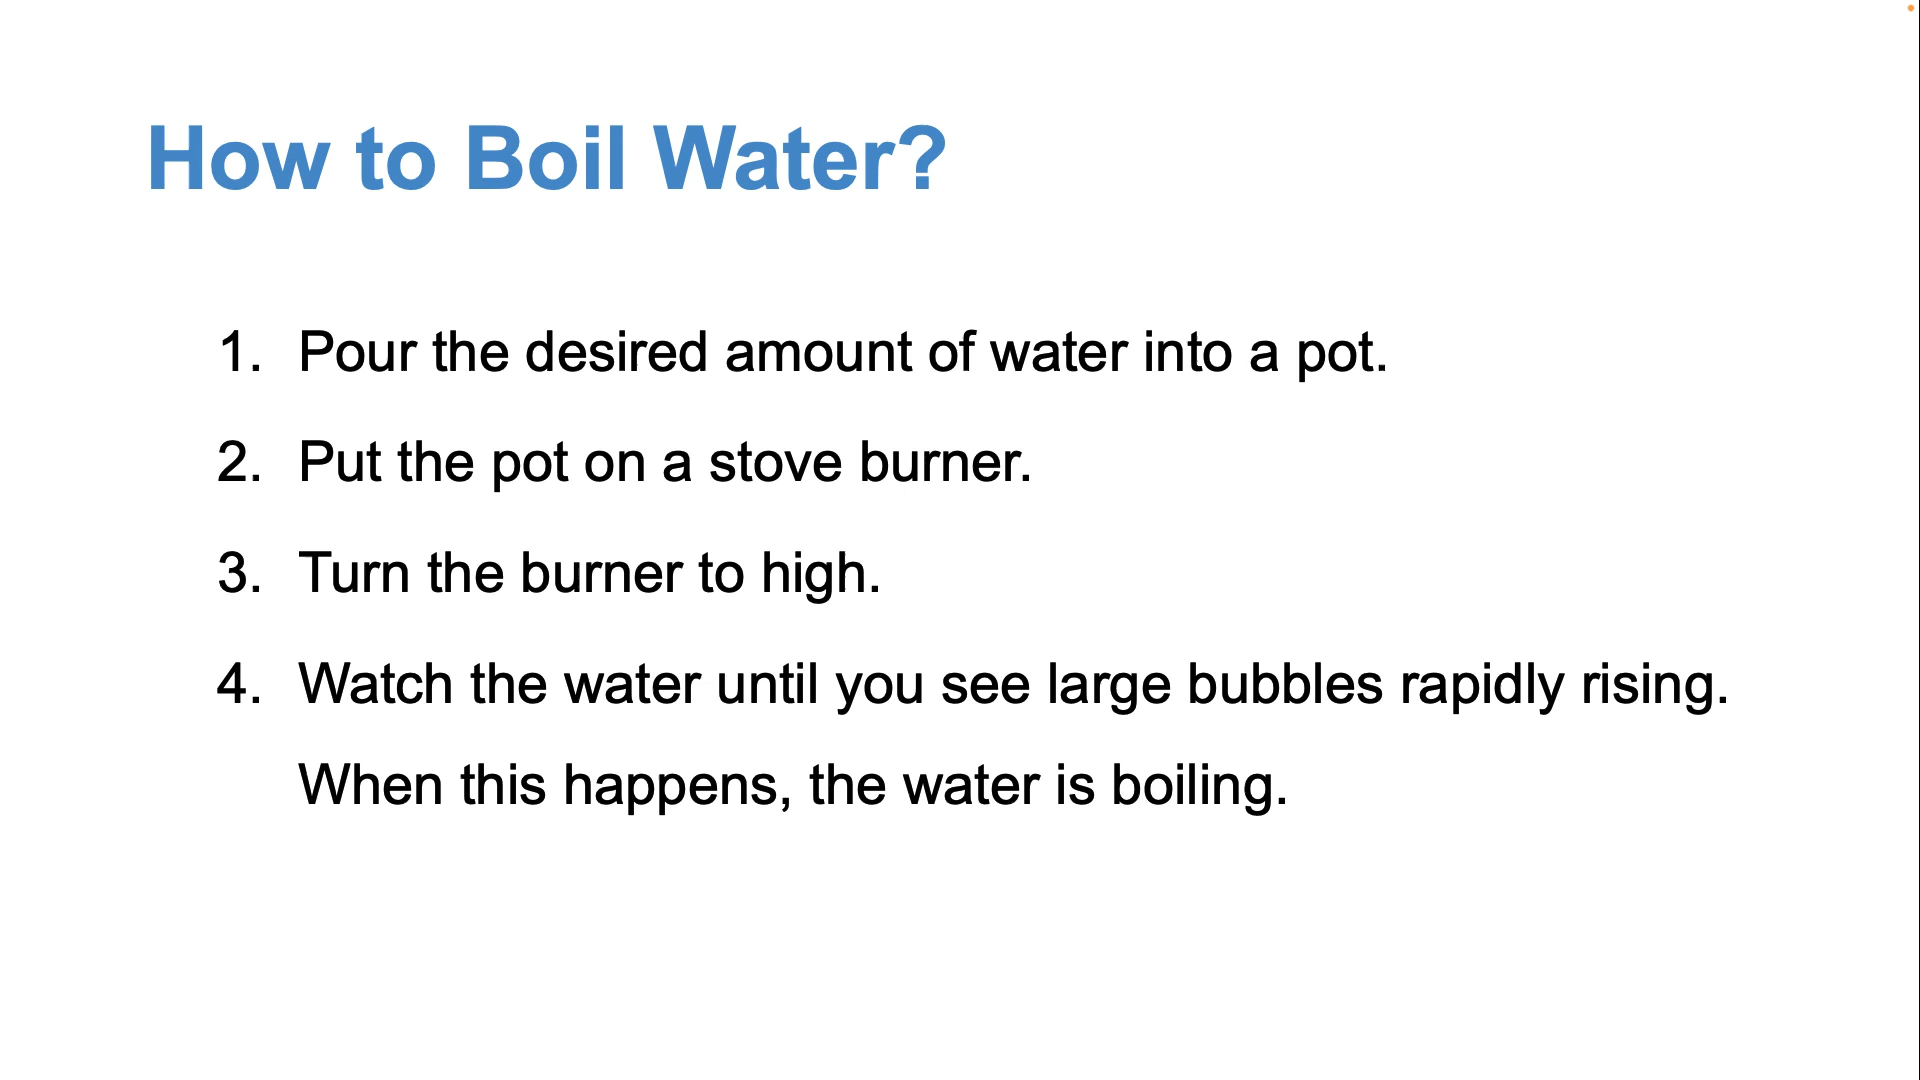 How to Boil Water?
1. Pour the desired amount of water into a pot.
2. Put the pot on a stove burner.
3. Turn the burner to high.
4. Watch the water until you see large bubbles rapidly rising.
When this happens, the water is boiling.